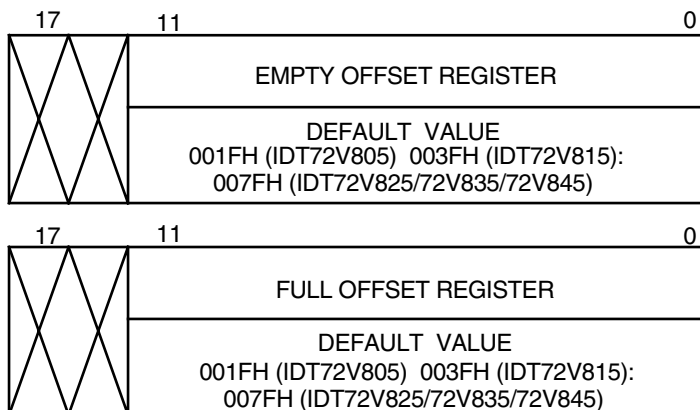 17 11 0
EMPTY OFFSET REGISTER
DEFAULT VALUE
001FH (IDT72V805) 003FH (IDT72V815):
007FH (IDT72V825/72V835/72V845)
17 11 0
FULL OFFSET REGISTER
DEFAULT VALUE
001FH (IDT72V805) 003FH (IDT72V815):
007FH (IDT72V825/72V835/72V845)